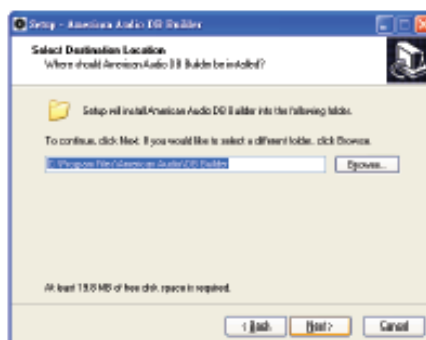 Setup - American Audio DB Builder
Select Destination Location
Where should American Audio DB Builder be installed?
Setup will install American Audio DB Builder into the following folder.
To continue, click Next. If you would like to select a different folder, click Browse.
C:\Program Files\American Audio\DB Builder
Browse...
At least 19.8 MB of free disk space is required.
< Back
Next >
Cancel